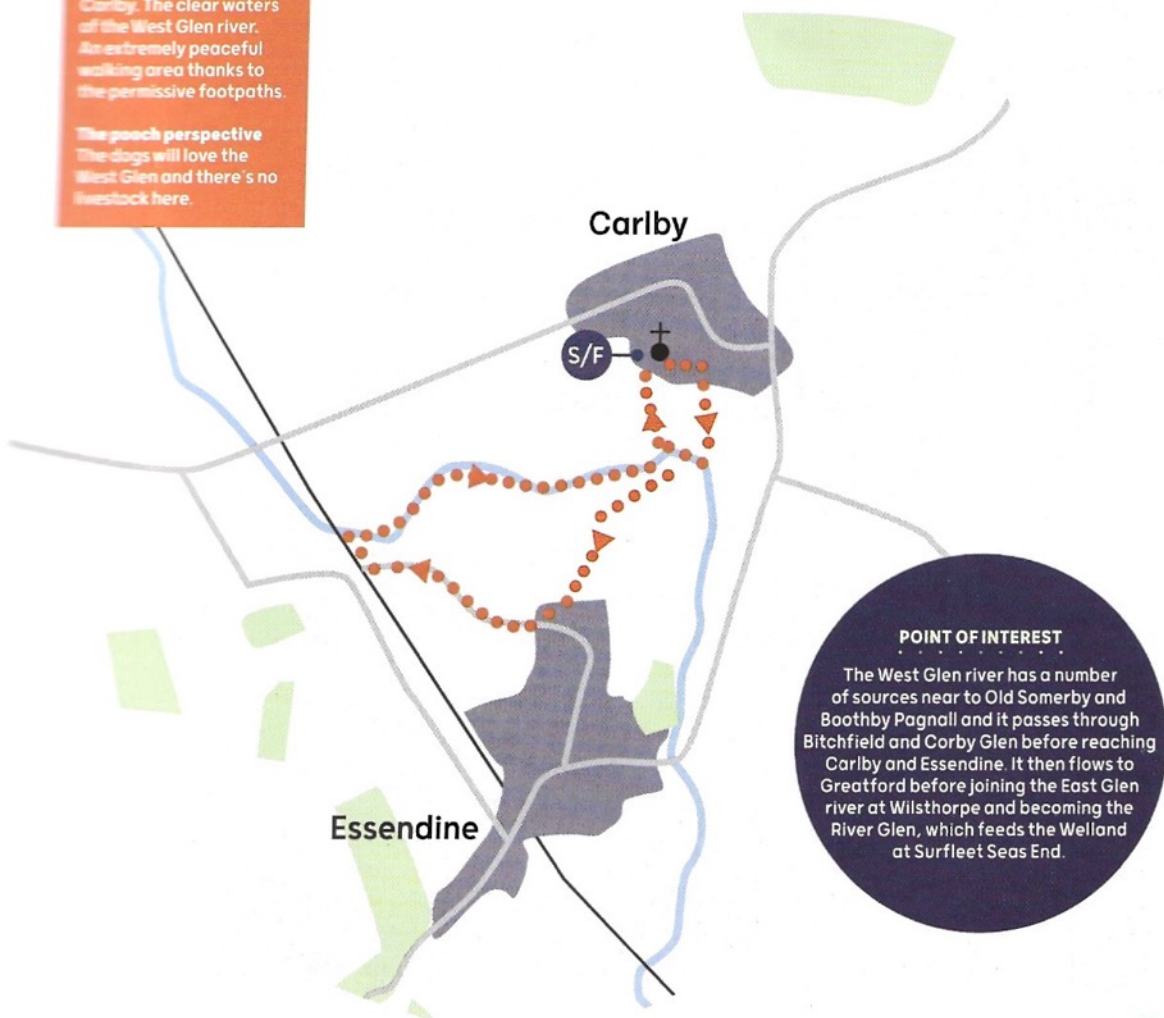 Carlby. The clear waters
of the West Glen river.
An extremely peaceful
walking area thanks to
the permissive footpaths.
The pooch perspective
The dogs will love the
West Glen and there's no
livestock here.
Carlby
S/F
Essendine
POINT OF INTEREST
The West Glen river has a number
of sources near to Old Somerby and
Boothby Pagnall and it passes through
Bitchfield and Corby Glen before reaching
Carlby and Essendine. It then flows to
Greatford before joining the East Glen
river at Wilsthorpe and becoming the
River Glen, which feeds the Welland
at Surfleet Seas End.